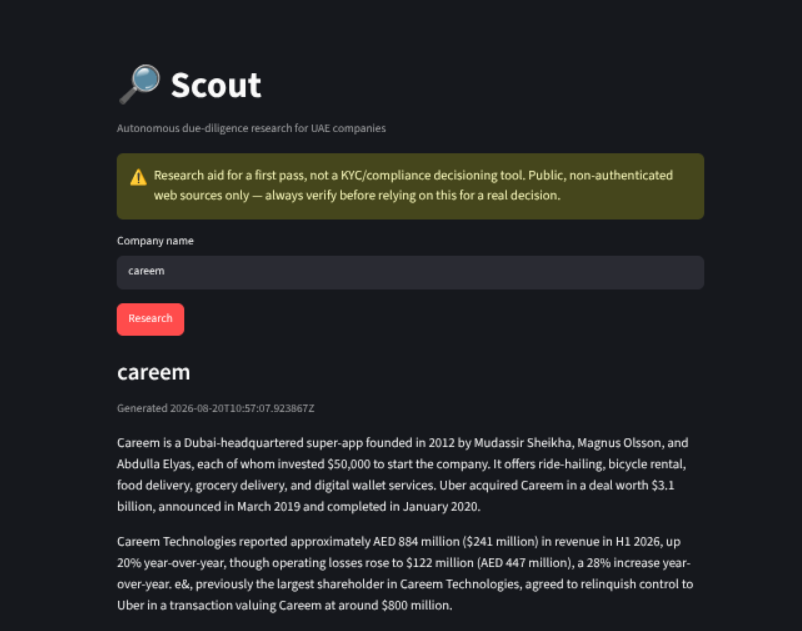 Scout
Autonomous due-diligence research for UAE companies
Research aid for a first pass, not a KYC/compliance decisioning tool. Public, non-authenticated
web sources only — always verify before relying on this for a real decision.
Company name
careem
Research
careem
Generated 2026-08-20T10:57:07.923867Z
Careem is a Dubai-headquartered super-app founded in 2012 by Mudassir Sheikha, Magnus Olsson, and
Abdulla Elyas, each of whom invested $50,000 to start the company. It offers ride-hailing, bicycle rental,
food delivery, grocery delivery, and digital wallet services. Uber acquired Careem in a deal worth $3.1
billion, announced in March 2019 and completed in January 2020.
Careem Technologies reported approximately AED 884 million ($241 million) in revenue in H1 2026, up
20% year-over-year, though operating losses rose to $122 million (AED 447 million), a 28% increase year-
over-year. e&, previously the largest shareholder in Careem Technologies, agreed to relinquish control to
Uber in a transaction valuing Careem at around $800 million.